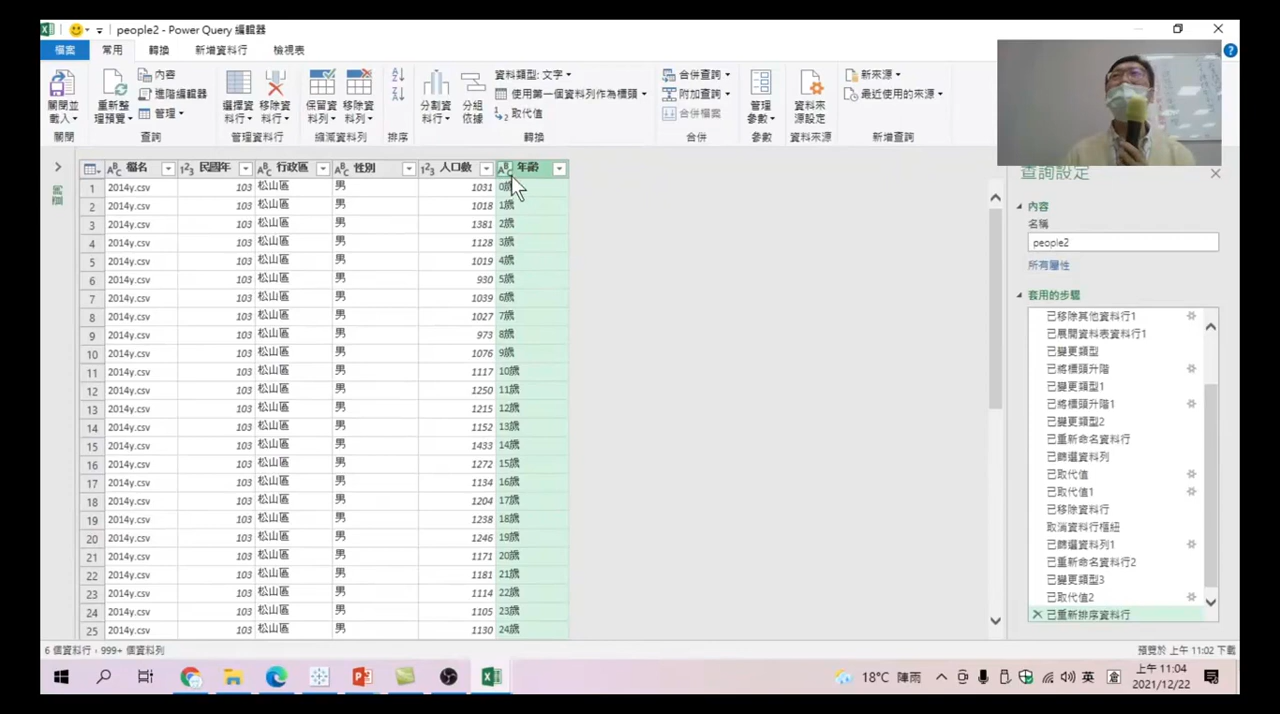 people2 - Power Query 編輯器
檔案 常用 轉換 新增資料行 檢視表
關閉並載入 重新整理預覽 內容 進階編輯器 管理 選擇資料行 移除資料行 保留資料列 移除資料列 分割資料行 分組依據 資料類型: 文字 使用第一個資料列作為標頭 取代值 合併查詢 附加查詢 合併檔案 管理參數 資料來源設定 新來源 最近使用的來源
關閉 查詢 管理資料行 縮減資料列 排序 轉換 合併 參數 資料來源 新增查詢
檔名 民國年 行政區 性別 人口數 年齡
1 2014y.csv 103 松山區 男 1031 0歲
2 2014y.csv 103 松山區 男 1018 1歲
3 2014y.csv 103 松山區 男 1381 2歲
4 2014y.csv 103 松山區 男 1128 3歲
5 2014y.csv 103 松山區 男 1019 4歲
6 2014y.csv 103 松山區 男 930 5歲
7 2014y.csv 103 松山區 男 1039 6歲
8 2014y.csv 103 松山區 男 1027 7歲
9 2014y.csv 103 松山區 男 973 8歲
10 2014y.csv 103 松山區 男 1076 9歲
11 2014y.csv 103 松山區 男 1117 10歲
12 2014y.csv 103 松山區 男 1250 11歲
13 2014y.csv 103 松山區 男 1215 12歲
14 2014y.csv 103 松山區 男 1152 13歲
15 2014y.csv 103 松山區 男 1433 14歲
16 2014y.csv 103 松山區 男 1272 15歲
17 2014y.csv 103 松山區 男 1134 16歲
18 2014y.csv 103 松山區 男 1204 17歲
19 2014y.csv 103 松山區 男 1238 18歲
20 2014y.csv 103 松山區 男 1246 19歲
21 2014y.csv 103 松山區 男 1171 20歲
22 2014y.csv 103 松山區 男 1181 21歲
23 2014y.csv 103 松山區 男 1114 22歲
24 2014y.csv 103 松山區 男 1105 23歲
25 2014y.csv 103 松山區 男 1130 24歲
查詢設定
內容
名稱
people2
所有屬性
套用的步驟
已移除其他資料行1
已展開資料表資料行1
已變更類型
已將標頭升階
已變更類型1
已將標頭升階1
已變更類型2
已重新命名資料行
已篩選資料列
已取代值
已取代值1
已移除資料行
取消資料行樞紐
已篩選資料列1
已重新命名資料行2
已變更類型3
已取代值2
已重新排序資料行
6 個資料行，999+ 個資料列
預覽於 上午 11:02 下載
18°C 陣雨 英 倉 上午 11:04
2021/12/22